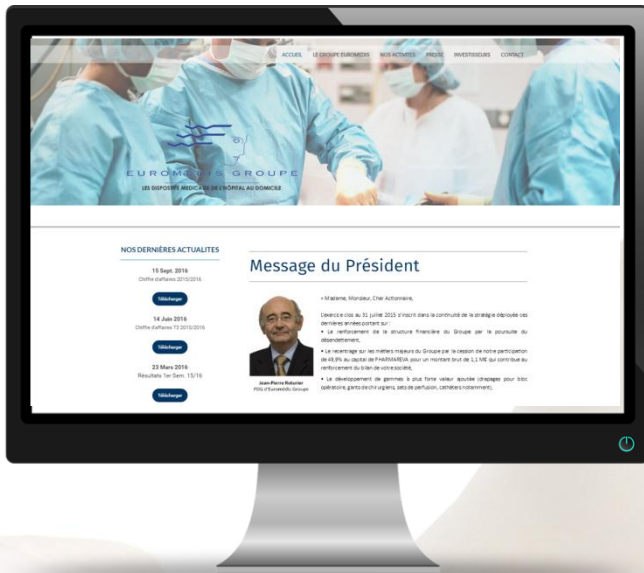 ACCUEIL LE GROUPE EUROMEDIS NOS ACTIVITÉS PRESSE INVESTISSEURS CONTACT
EUROMEDIS GROUPE
LES DISPOSITIFS MEDICAUX DE L'HÔPITAL AU DOMICILE
NOS DERNIÈRES ACTUALITES
15 Sept. 2016
Chiffre d'affaires 2015/2016
Télécharger
14 Juin 2016
Chiffre d'affaires T3 2015/2016
Télécharger
23 Mars 2016
Résultats 1er Sem. 15/16
Télécharger
Message du Président
Jean-Pierre Roturier
PDG d'Euromédis Groupe
« Madame, Monsieur, Cher Actionnaire,
L'exercice clos au 31 juillet 2015 s'inscrit dans la continuité de la stratégie déployée ces
dernières années portant sur :
• Le renforcement de la structure financière du Groupe par la poursuite du
désendettement,
• Le recentrage sur les métiers majeurs du Groupe par la cession de notre participation
de 49,9% au capital de PHARMAREVA pour un montant brut de 1,1 M€ qui contribue au
renforcement du bilan de votre société,
• Le développement de gammes à plus forte valeur ajoutée (drapages pour bloc
opératoire, gants de chirurgiens, sets de perfusion, cathéters notamment),